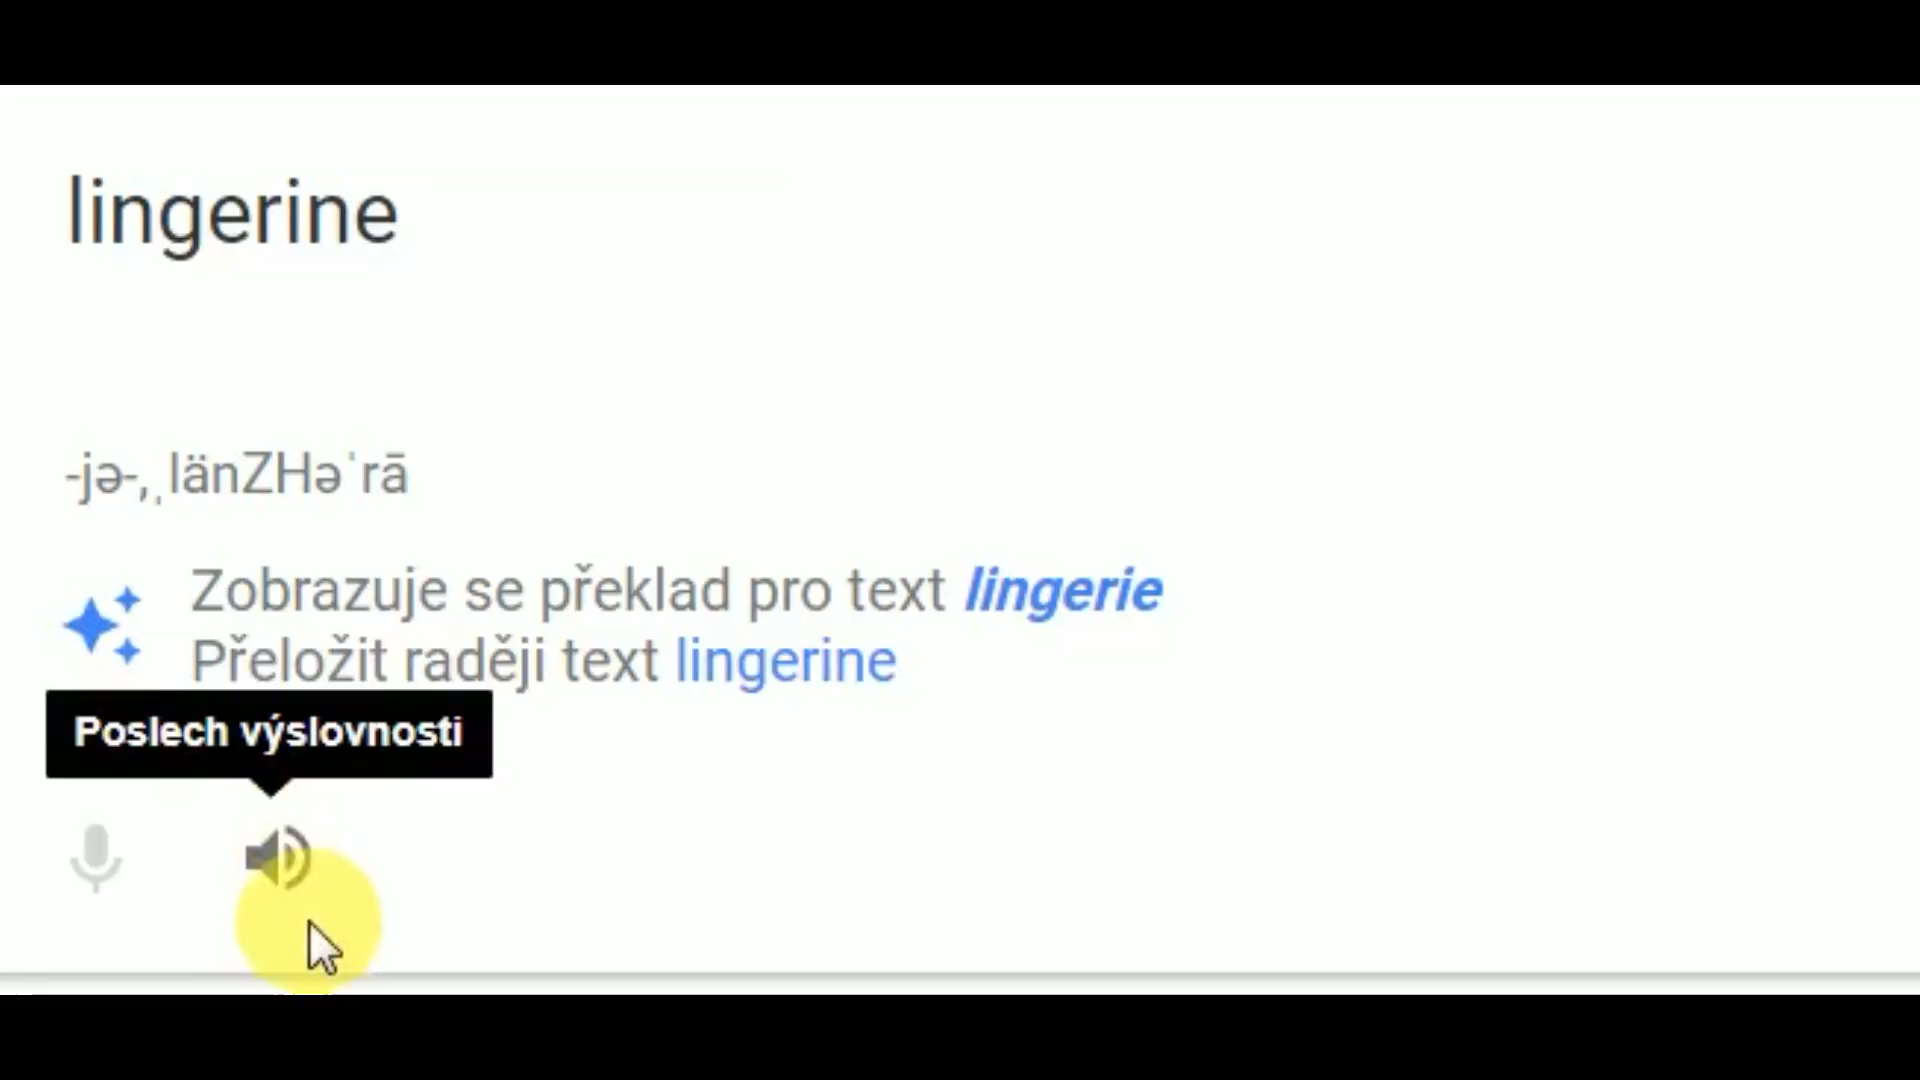 lingerine
-jə-,ˌlänZHəˈrā
Zobrazuje se překlad pro text lingerie
Přeložit raději text lingerine
Poslech výslovnosti